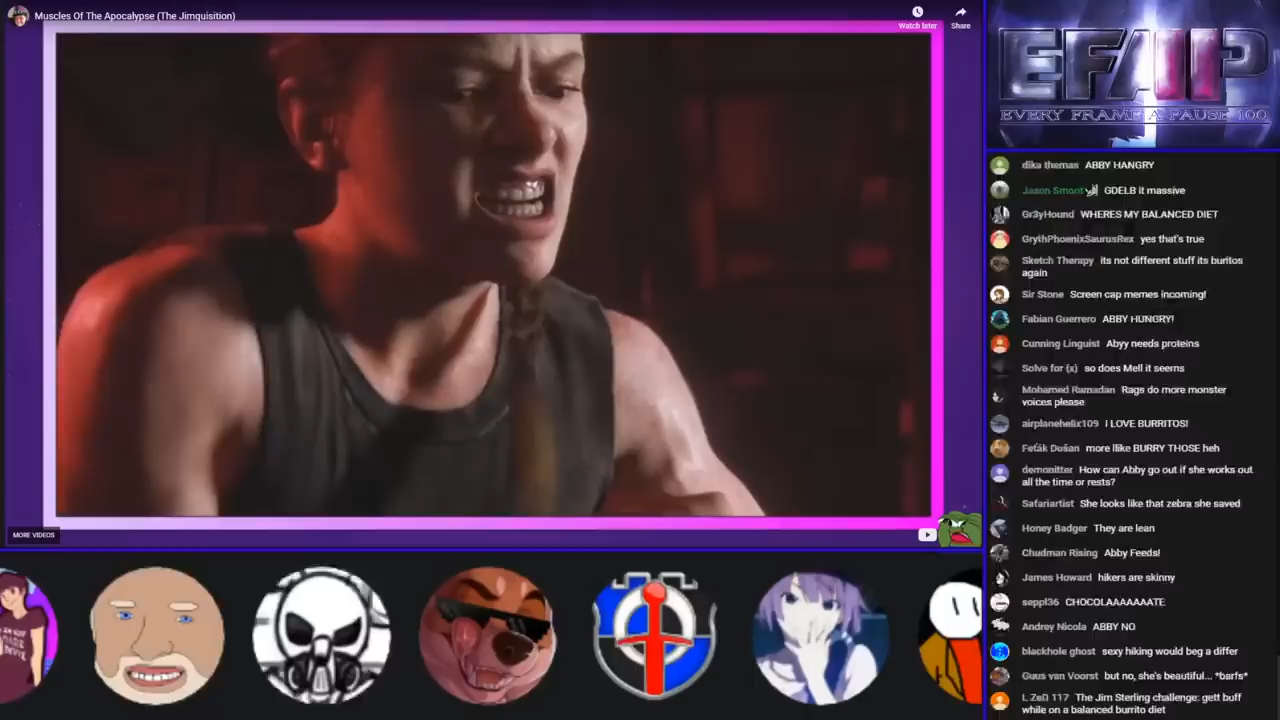 Muscles Of The Apocalypse (The Jimquisition)
Watch later
Share
MORE VIDEOS
EFAP
EVERY FRAME A PAUSE 100
dika themas ABBY HANGRY
Jason Smoot GDELB it massive
Gr3yHound WHERES MY BALANCED DIET
GrythPhoenixSaurusRex yes that's true
Sketch Therapy its not different stuff its buritos
again
Sir Stone Screen cap memes incoming!
Fabian Guerrero ABBY HUNGRY!
Cunning Linguist Abyy needs proteins
Solve for {x} so does Mell it seems
Mohamed Ramadan Rags do more monster
voices please
airplanehelix109 I LOVE BURRITOS!
Feťák Dušan more llike BURRY THOSE heh
demonitter How can Abby go out if she works out
all the time or rests?
Safariartist She looks like that zebra she saved
Honey Badger They are lean
Chudman Rising Abby Feeds!
James Howard hikers are skinny
seppl36 CHOCOLAAAAAATE
Andrey Nicola ABBY NO
blackhole ghost sexy hiking would beg a differ
Guus van Voorst but no, she's beautiful... *barfs*
L ZeD 117 The Jim Sterling challenge: gett buff
while on a balanced burrito diet